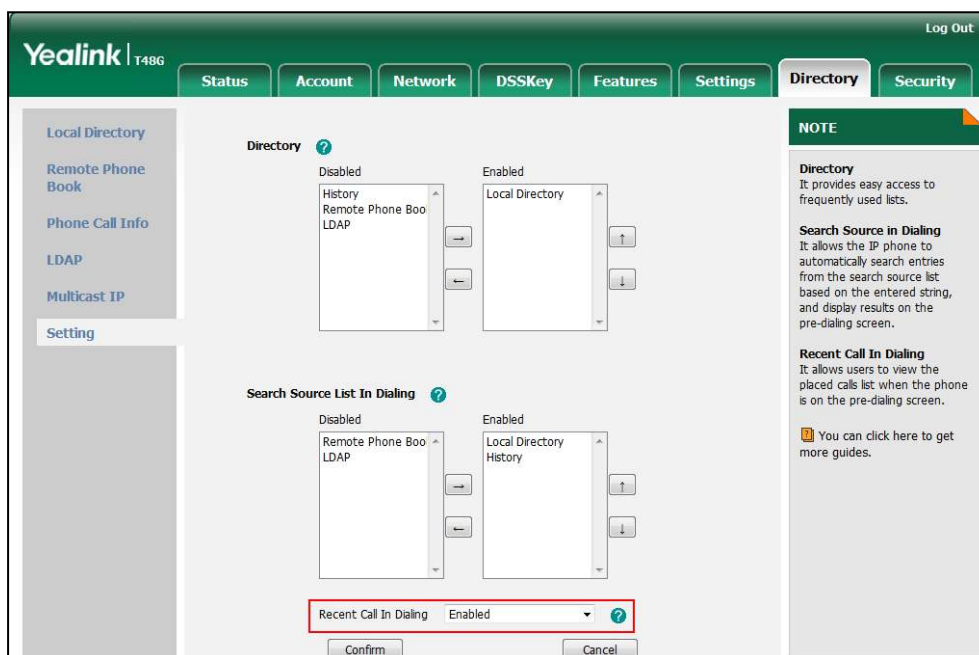 Log Out
Yealink T48G
Status Account Network DSSKey Features Settings Directory Security
Local Directory
Remote Phone
Book
Phone Call Info
LDAP
Multicast IP
Setting
Directory ?
Disabled Enabled
History
Remote Phone Boo
LDAP
Local Directory
→
←
↑
↓
Search Source List In Dialing ?
Disabled Enabled
Remote Phone Boo
LDAP
Local Directory
History
→
←
↑
↓
Recent Call In Dialing Enabled ?
Confirm Cancel
NOTE
Directory
It provides easy access to
frequently used lists.
Search Source in Dialing
It allows the IP phone to
automatically search entries
from the search source list
based on the entered string,
and display results on the
pre-dialing screen.
Recent Call In Dialing
It allows users to view the
placed calls list when the phone
is on the pre-dialing screen.
? You can click here to get
more guides.